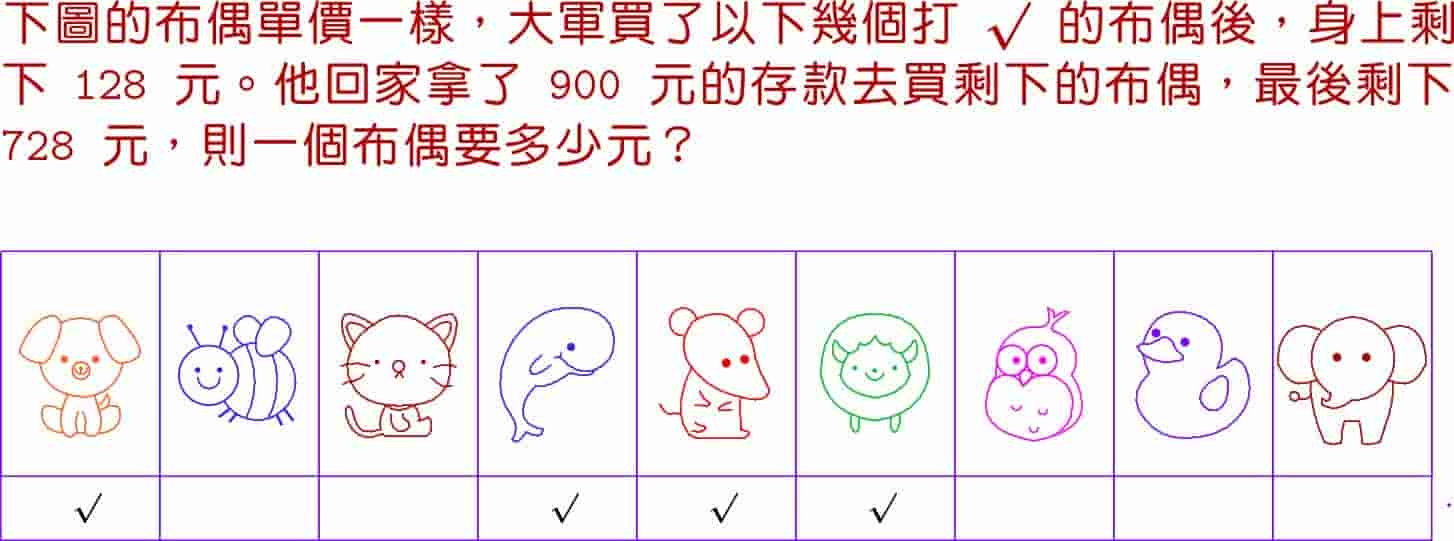 下圖的布偶單價一樣，大軍買了以下幾個打 √ 的布偶後，身上剩
下 128 元。他回家拿了 900 元的存款去買剩下的布偶，最後剩下
728 元，則一個布偶要多少元？
√ √ √ √